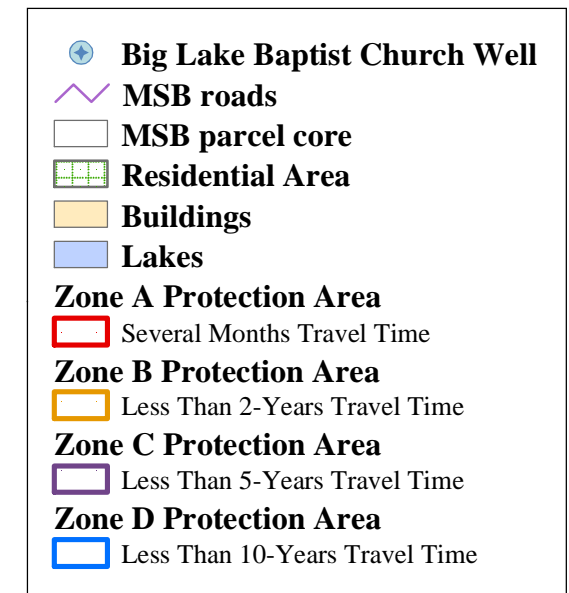 Big Lake Baptist Church Well
MSB roads
MSB parcel core
Residential Area
Buildings
Lakes
Zone A Protection Area
Several Months Travel Time
Zone B Protection Area
Less Than 2-Years Travel Time
Zone C Protection Area
Less Than 5-Years Travel Time
Zone D Protection Area
Less Than 10-Years Travel Time